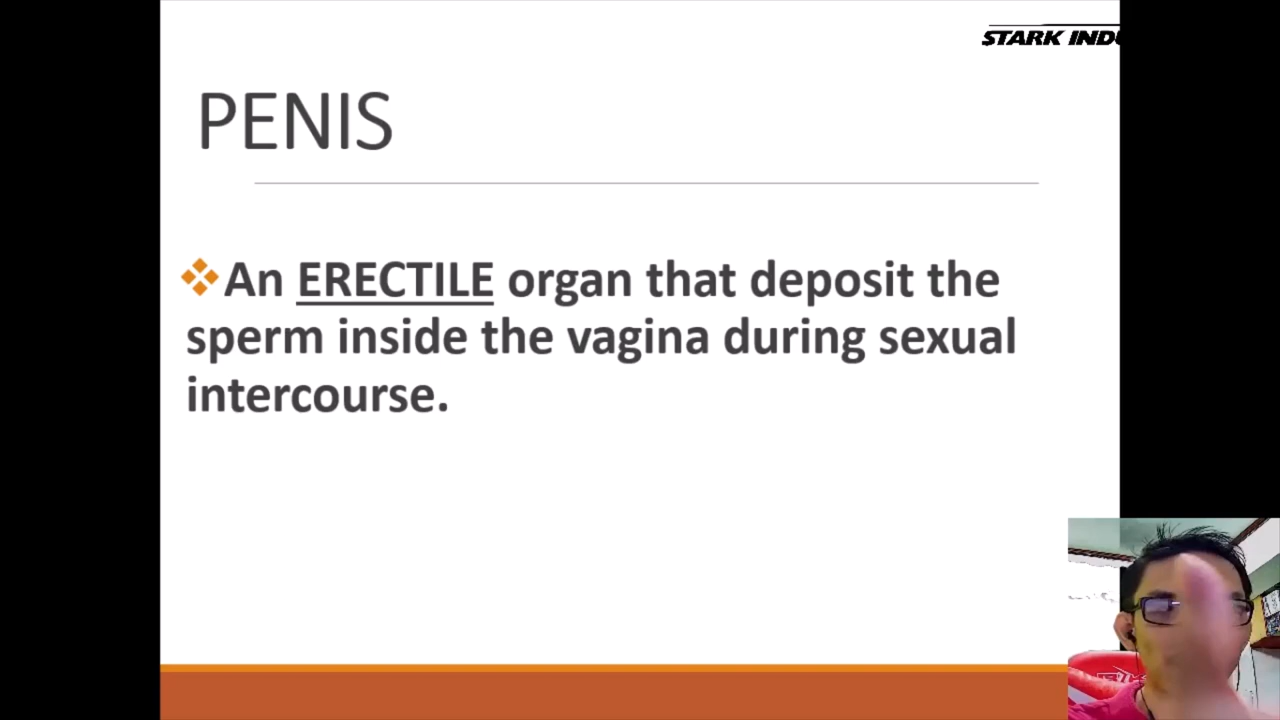 STARK INDU
PENIS
❖An ERECTILE organ that deposit the
sperm inside the vagina during sexual
intercourse.